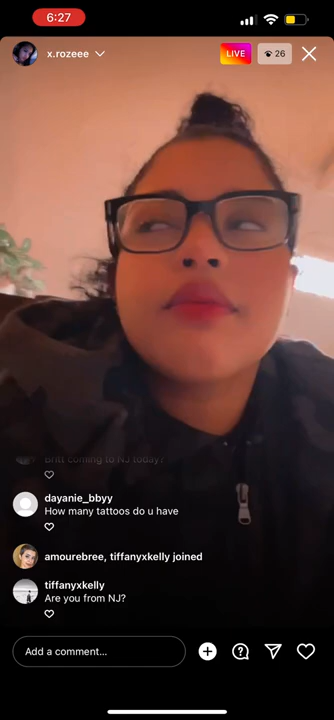 6:27
x.rozeee
LIVE
26
Britt coming to NJ today?
dayanie_bbyy
How many tattoos do u have
amourebree, tiffanyxkelly joined
tiffanyxkelly
Are you from NJ?
Add a comment...